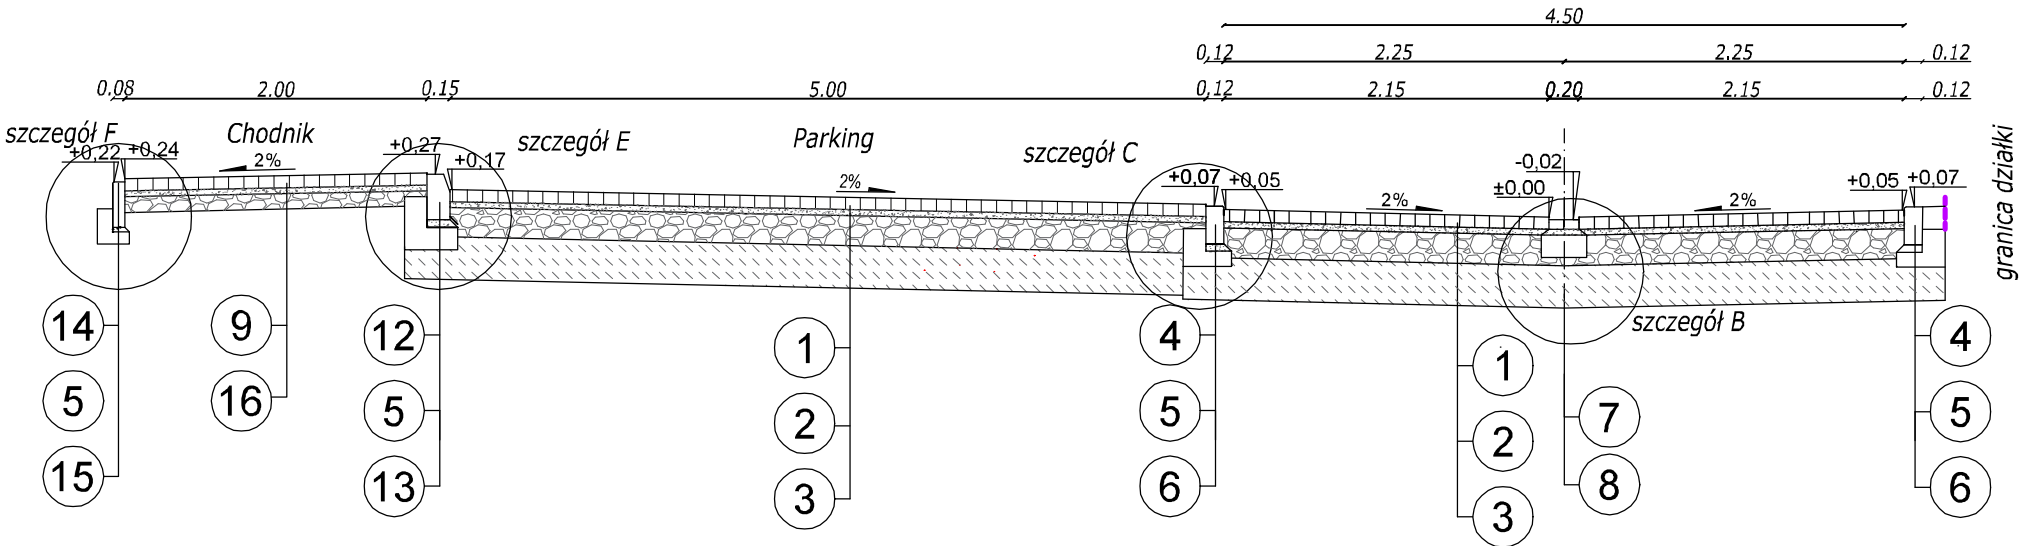 4.50
0,12 2.25 2.25 0.12
0.08 2.00 0.15 5.00 0,12 2.15 0.20 2.15 0.12
szczegół F Chodnik szczegół E Parking szczegół C granica działki
+0,22 +0,24 2% +0,27 +0,17 2% +0,07 +0,05 2% -0,02 ±0.00 2% +0,05 +0,07
szczegół B
14 9 12 1 4 1 4
5 16 5 2 5 2 7 5
15 13 3 6 3 8 6